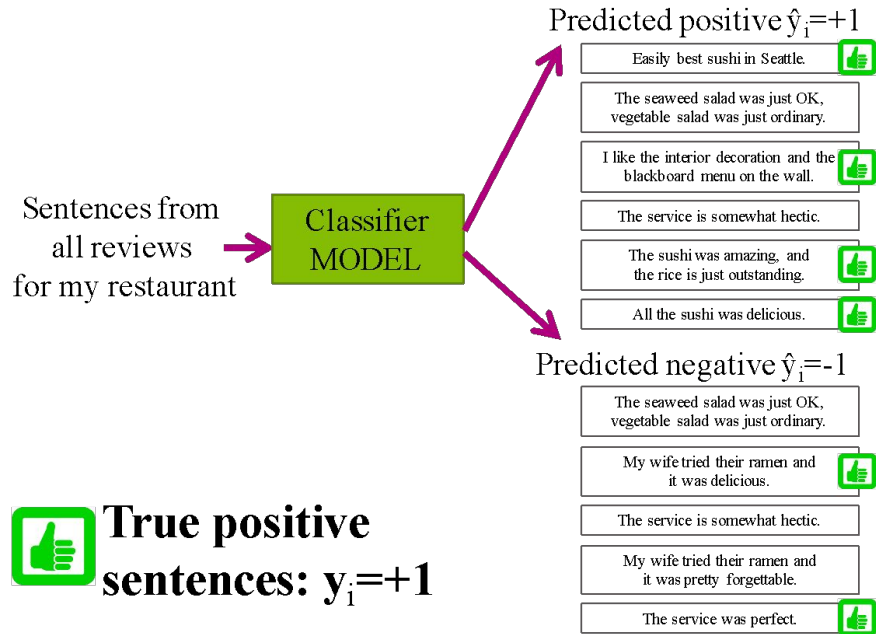 Predicted positive ŷi=+1
Easily best sushi in Seattle.
The seaweed salad was just OK,
vegetable salad was just ordinary.
I like the interior decoration and the
blackboard menu on the wall.
The service is somewhat hectic.
The sushi was amazing, and
the rice is just outstanding.
All the sushi was delicious.
Sentences from
all reviews
for my restaurant
Classifier
MODEL
Predicted negative ŷi=-1
The seaweed salad was just OK,
vegetable salad was just ordinary.
My wife tried their ramen and
it was delicious.
The service is somewhat hectic.
My wife tried their ramen and
it was pretty forgettable.
The service was perfect.
True positive
sentences: yi=+1